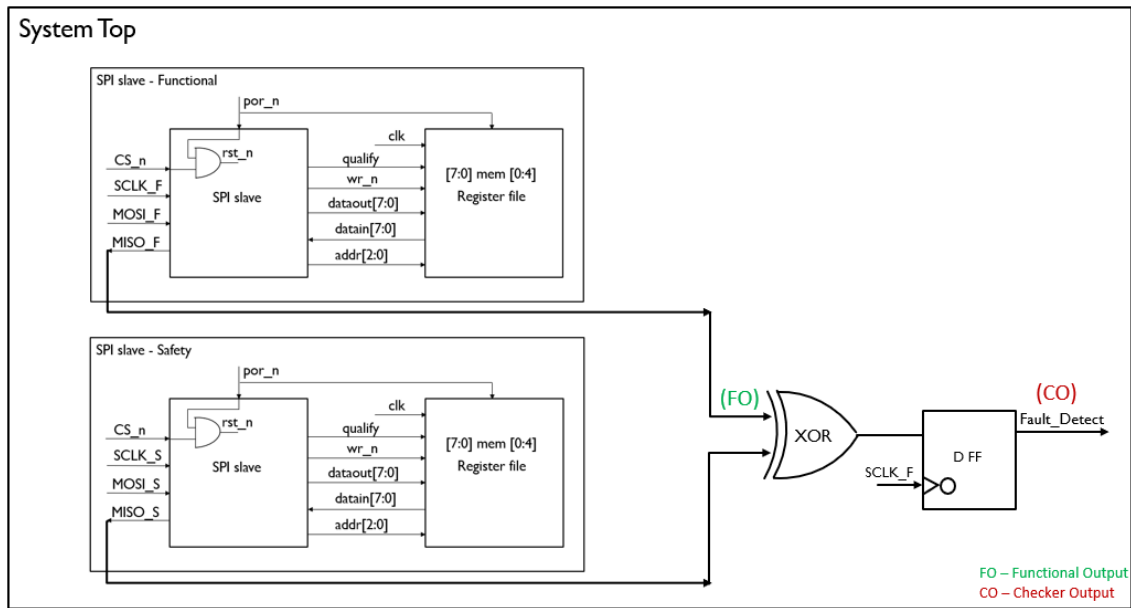 System Top
SPI slave - Functional
por_n
clk
rst_n
CS_n
qualify
SCLK_F
wr_n
[7:0] mem [0:4]
SPI slave
Register file
MOSI_F
dataout[7:0]
MISO_F
datain[7:0]
addr[2:0]
SPI slave - Safety
por_n
clk
rst_n
CS_n
qualify
SCLK_S
wr_n
[7:0] mem [0:4]
SPI slave
Register file
MOSI_S
dataout[7:0]
MISO_S
datain[7:0]
addr[2:0]
(FO)
XOR
(CO)
Fault_Detect
D FF
SCLK_F
FO – Functional Output
CO – Checker Output